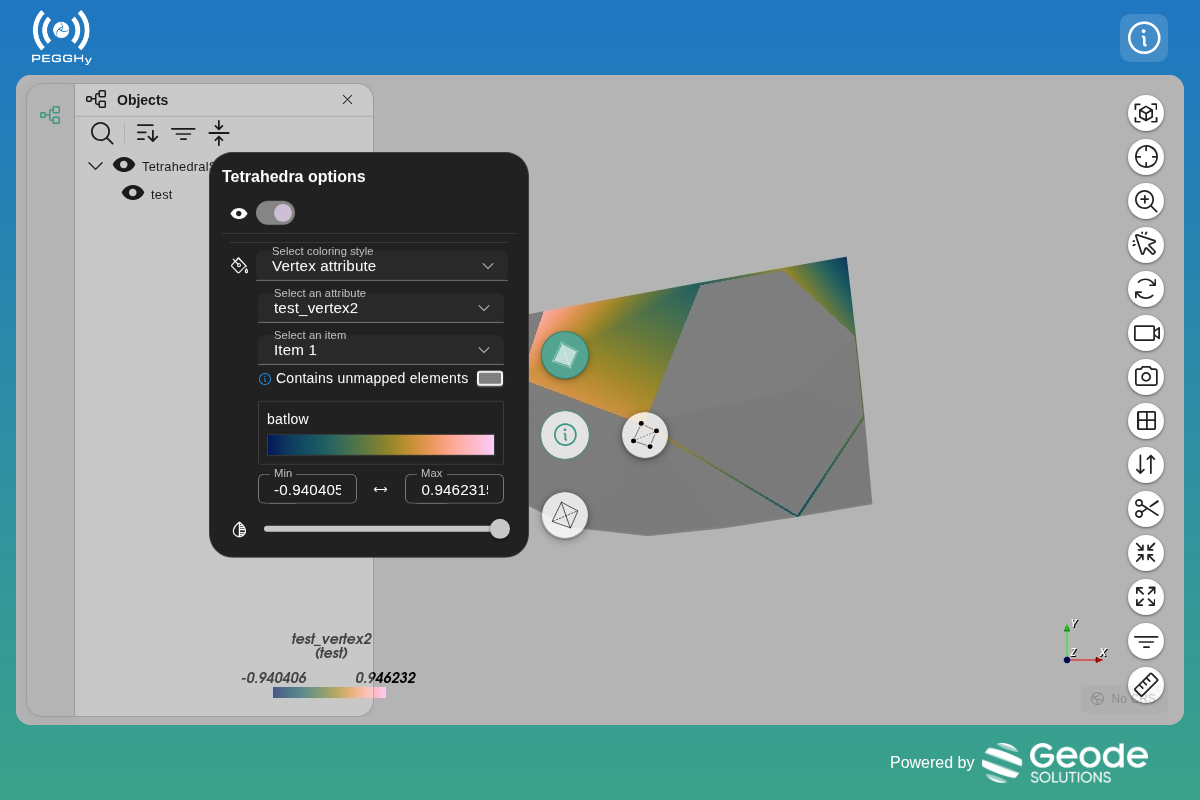 PEGGHy
Objects
Tetrahedral
test
Tetrahedra options
Select coloring style
Vertex attribute
Select an attribute
test_vertex2
Select an item
Item 1
Contains unmapped elements
batlow
Min
-0.940405
Max
0.946231
test_vertex2
(test)
-0.940406
0.946232
Y
Z
X
No CRS
Powered by
Geode
SOLUTIONS